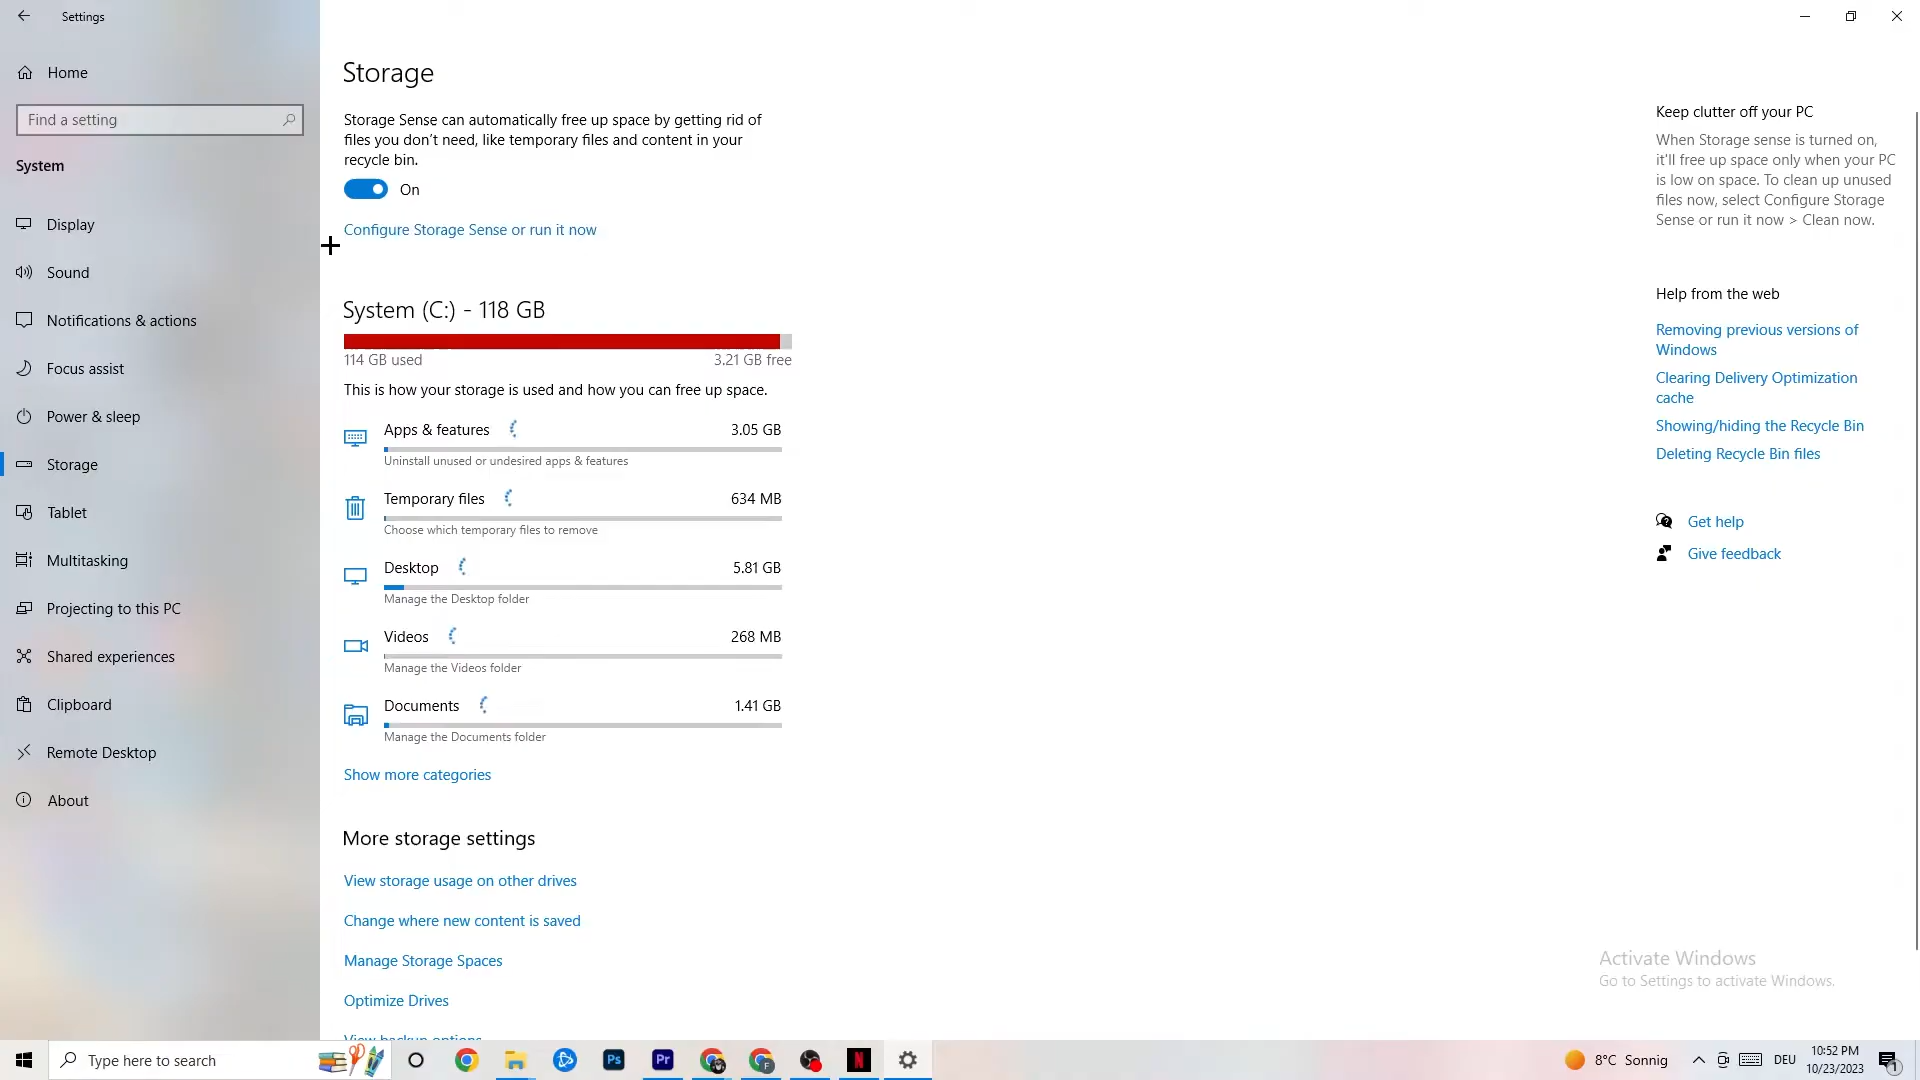 Settings
Home
Find a setting
System
Display
Sound
Notifications & actions
Focus assist
Power & sleep
Storage
Tablet
Multitasking
Projecting to this PC
Shared experiences
Clipboard
Remote Desktop
About
Storage
Storage Sense can automatically free up space by getting rid of
files you don’t need, like temporary files and content in your
recycle bin.
On
Configure Storage Sense or run it now
System (C:) - 118 GB
114 GB used
3.21 GB free
This is how your storage is used and how you can free up space.
Apps & features
3.05 GB
Uninstall unused or undesired apps & features
Temporary files
634 MB
Choose which temporary files to remove
Desktop
5.81 GB
Manage the Desktop folder
Videos
268 MB
Manage the Videos folder
Documents
1.41 GB
Manage the Documents folder
Show more categories
More storage settings
View storage usage on other drives
Change where new content is saved
Manage Storage Spaces
Optimize Drives
View backup options
Keep clutter off your PC
When Storage sense is turned on,
it'll free up space only when your PC
is low on space. To clean up unused
files now, select Configure Storage
Sense or run it now > Clean now.
Help from the web
Removing previous versions of
Windows
Clearing Delivery Optimization
cache
Showing/hiding the Recycle Bin
Deleting Recycle Bin files
Get help
Give feedback
Activate Windows
Go to Settings to activate Windows.
Type here to search
Ps
Pr
F
N
8°C Sonnig
DEU
10:52 PM
10/23/2023
1